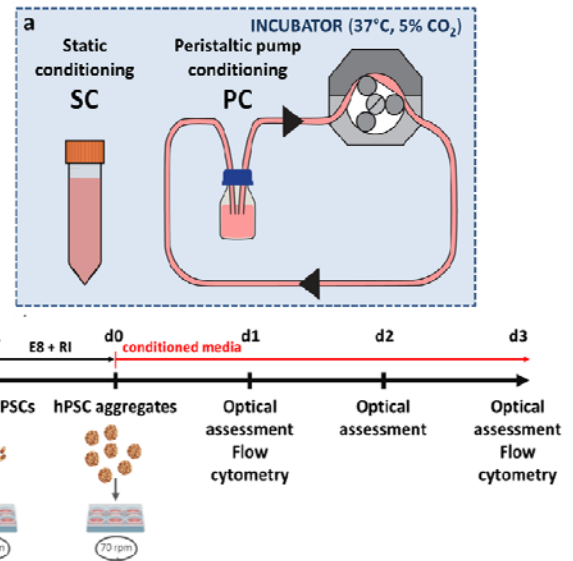 a
INCUBATOR (37°C, 5% CO₂)
Static
conditioning
SC
Peristaltic pump
conditioning
PC
d0
d1
d2
d3
E8 + RI
conditioned media
PSCs
hPSC aggregates
Optical
assessment
Flow
cytometry
Optical
assessment
Optical
assessment
Flow
cytometry
70 rpm